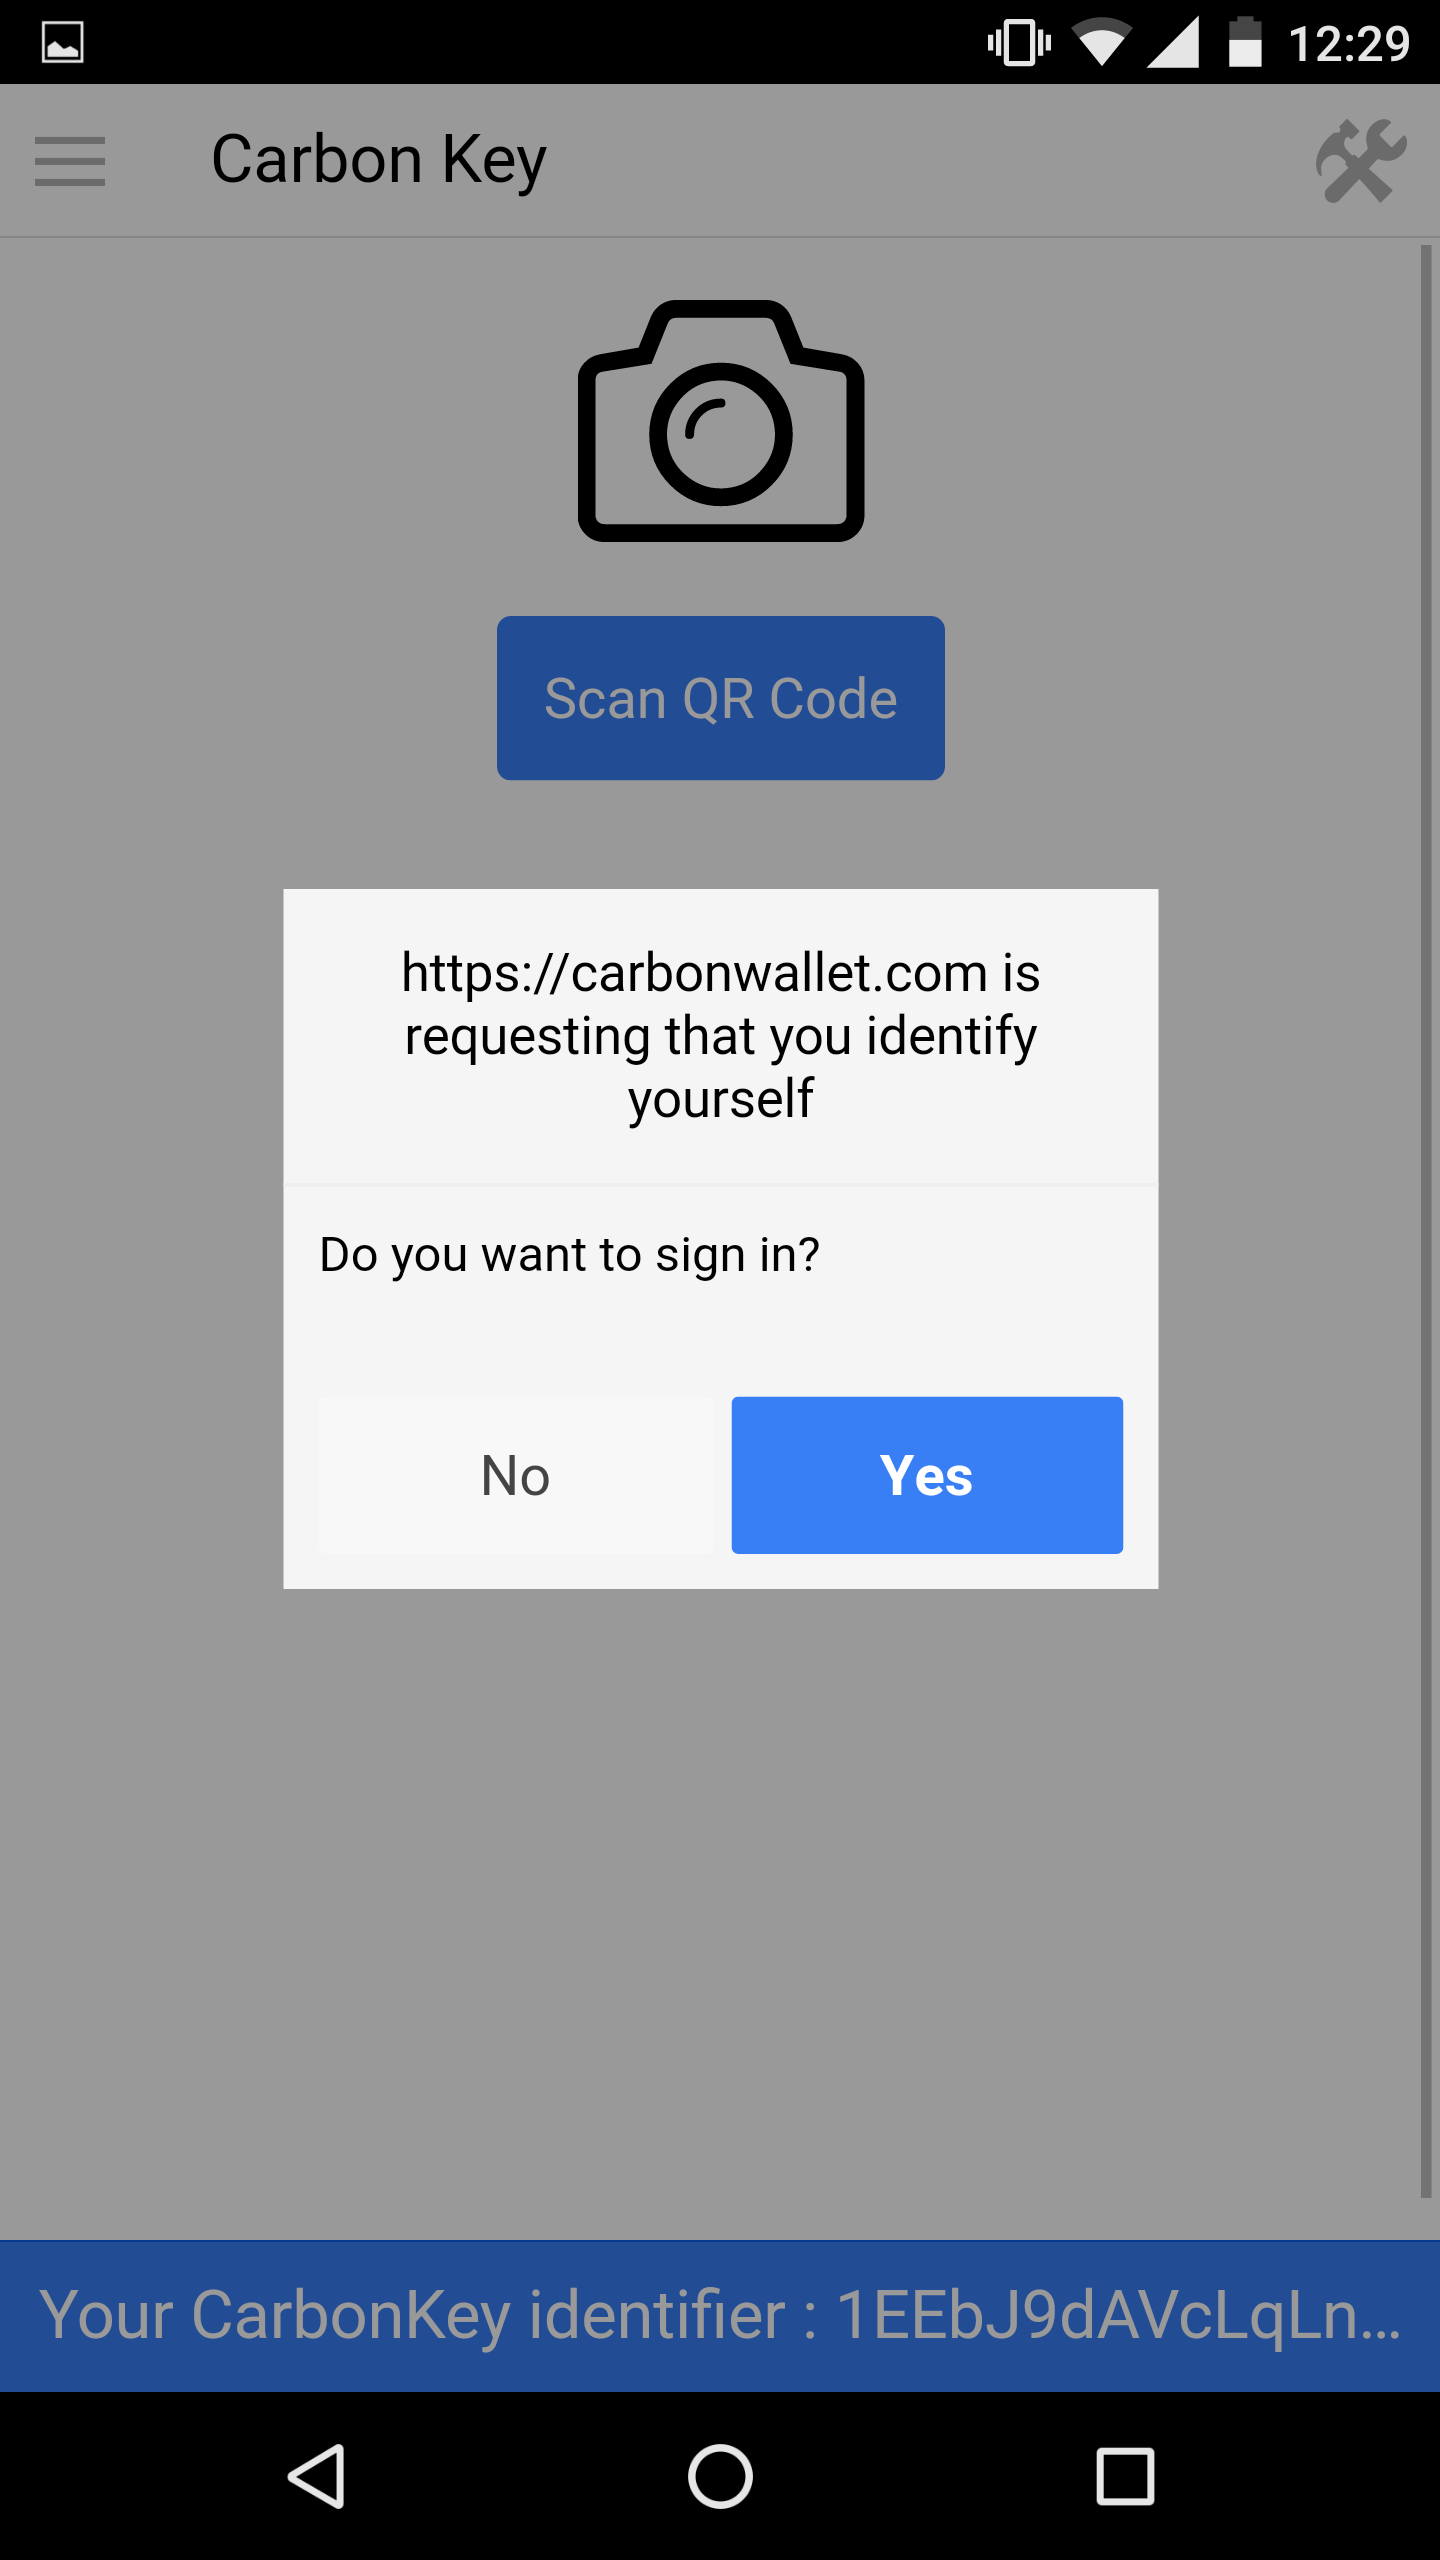 12:29
Carbon Key
Scan QR Code
https://carbonwallet.com is
requesting that you identify
yourself
Do you want to sign in?
No
Yes
Your CarbonKey identifier : 1EEbJ9dAVcLqLn...